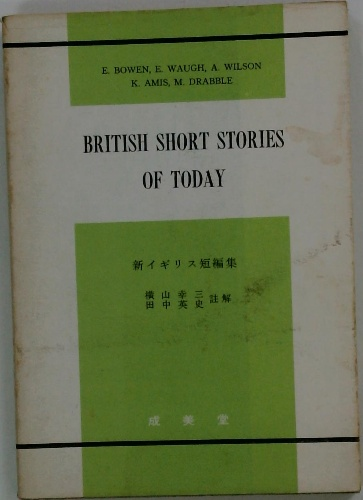 E. BOWEN, E. WAUGH, A. WILSON
K. AMIS, M. DRABBLE
BRITISH SHORT STORIES
OF TODAY
新イギリス短編集
横山幸三
田中英史 註解
成美堂